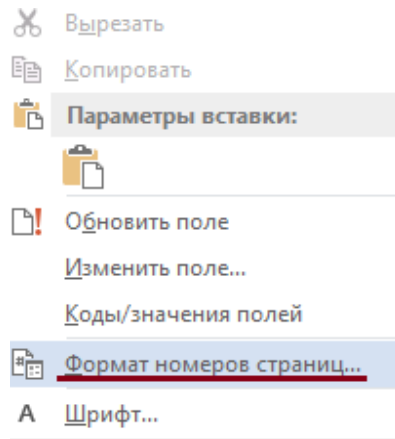 Вырезать
Копировать
Параметры вставки:
Обновить поле
Изменить поле...
Коды/значения полей
Формат номеров страниц...
Шрифт...